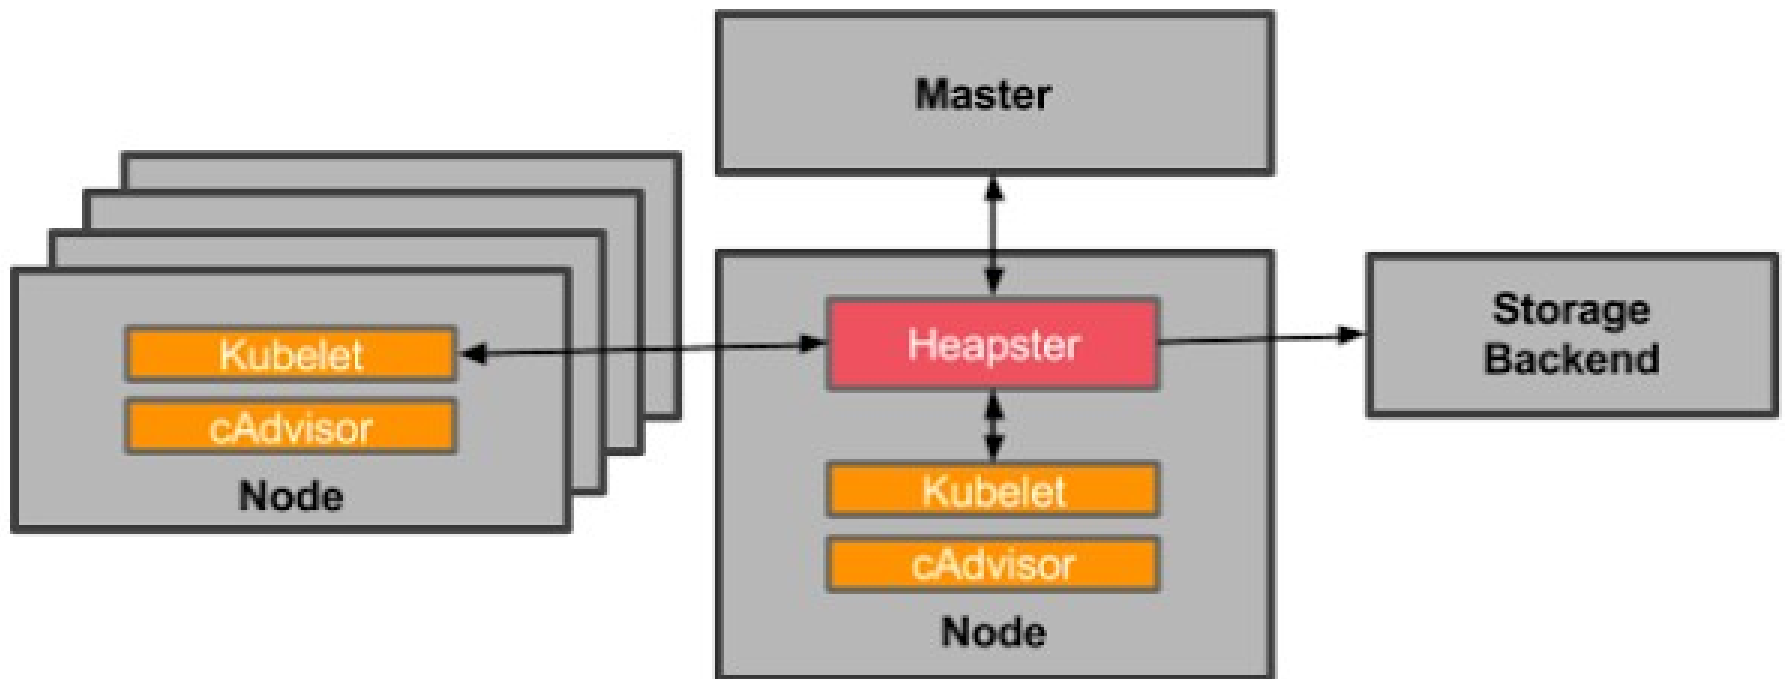 Master
Kubelet
cAdvisor
Node
Heapster
Kubelet
cAdvisor
Node
Storage
Backend